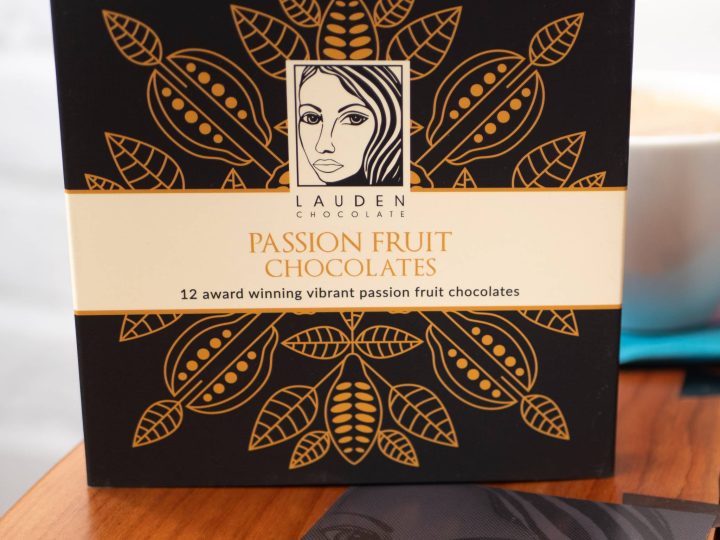 LAUDEN
CHOCOLATE
PASSION FRUIT
CHOCOLATES
12 award winning vibrant passion fruit chocolates